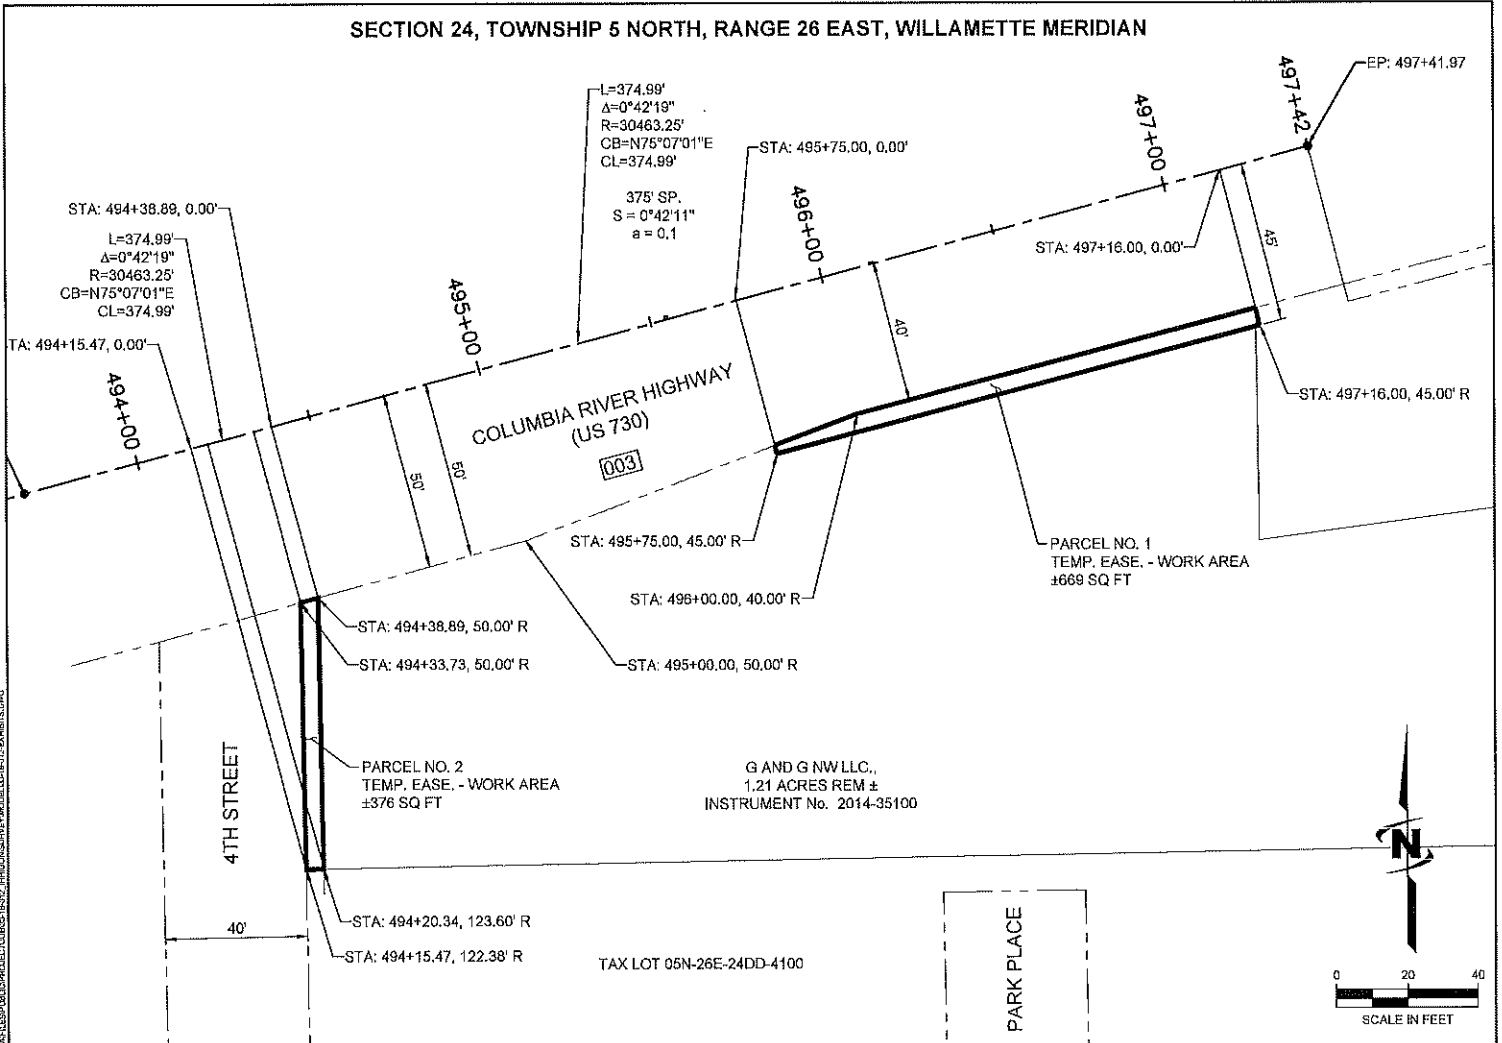 SECTION 24, TOWNSHIP 5 NORTH, RANGE 26 EAST, WILLAMETTE MERIDIAN
EP: 497+41.97
497+42
497+00
496+00
495+00
494+00
L=374.99'
Δ=0°42'19"
R=30463.25'
CB=N75°07'01"E
CL=374.99'
375' SP.
S = 0°42'11"
a = 0.1
STA: 495+75.00, 0.00'
STA: 494+38.89, 0.00'
L=374.99'
Δ=0°42'19"
R=30463.25'
CB=N75°07'01"E
CL=374.99'
TA: 494+15.47, 0.00'
STA: 497+16.00, 0.00'
45'
40'
50'
50'
COLUMBIA RIVER HIGHWAY
(US 730)
003
STA: 497+16.00, 45.00' R
STA: 495+75.00, 45.00' R
PARCEL NO. 1
TEMP. EASE. - WORK AREA
±669 SQ FT
STA: 496+00.00, 40.00' R
STA: 494+38.89, 50.00' R
STA: 494+33.73, 50.00' R
STA: 495+00.00, 50.00' R
4TH STREET
PARCEL NO. 2
TEMP. EASE. - WORK AREA
±376 SQ FT
G AND G NW LLC.,
1.21 ACRES REM ±
INSTRUMENT No. 2014-35100
N
STA: 494+20.34, 123.60' R
40'
STA: 494+15.47, 122.38' R
TAX LOT 05N-26E-24DD-4100
PARK PLACE
0 20 40
SCALE IN FEET